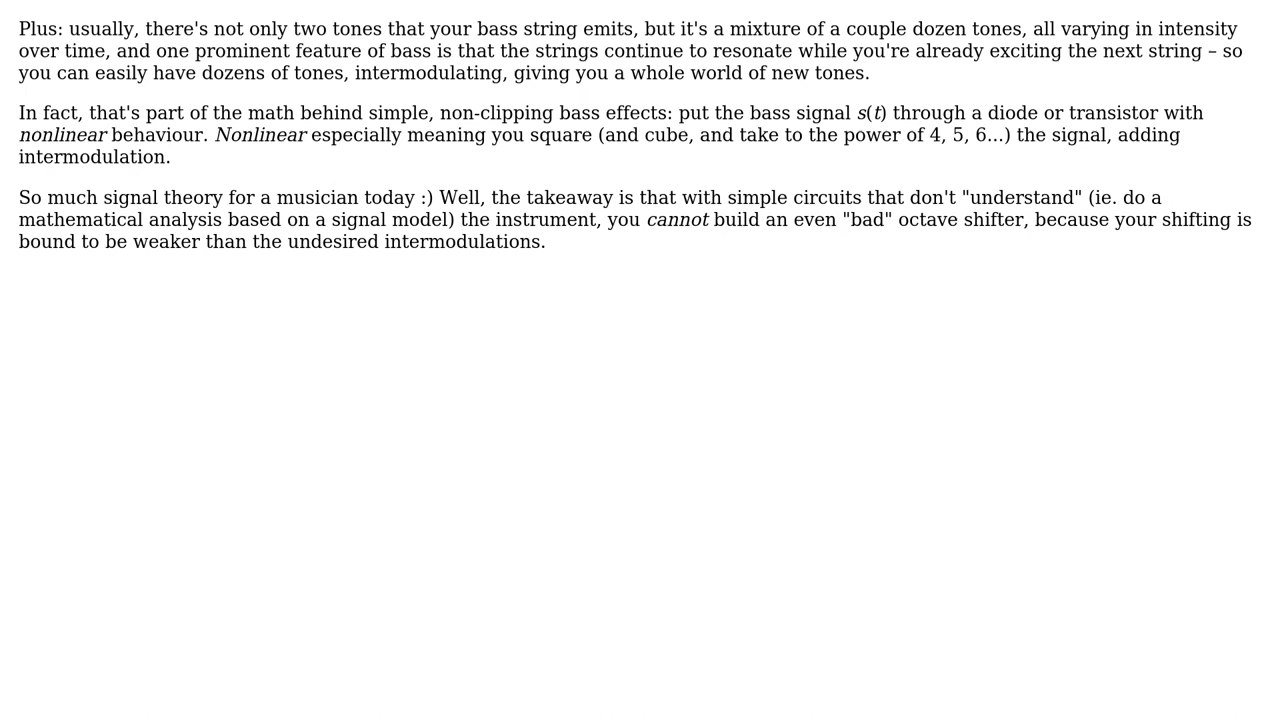 Plus: usually, there's not only two tones that your bass string emits, but it's a mixture of a couple dozen tones, all varying in intensity
over time, and one prominent feature of bass is that the strings continue to resonate while you're already exciting the next string – so
you can easily have dozens of tones, intermodulating, giving you a whole world of new tones.
In fact, that's part of the math behind simple, non-clipping bass effects: put the bass signal s(t) through a diode or transistor with
nonlinear behaviour. Nonlinear especially meaning you square (and cube, and take to the power of 4, 5, 6…) the signal, adding
intermodulation.
So much signal theory for a musician today :) Well, the takeaway is that with simple circuits that don't "understand" (ie. do a
mathematical analysis based on a signal model) the instrument, you cannot build an even "bad" octave shifter, because your shifting is
bound to be weaker than the undesired intermodulations.